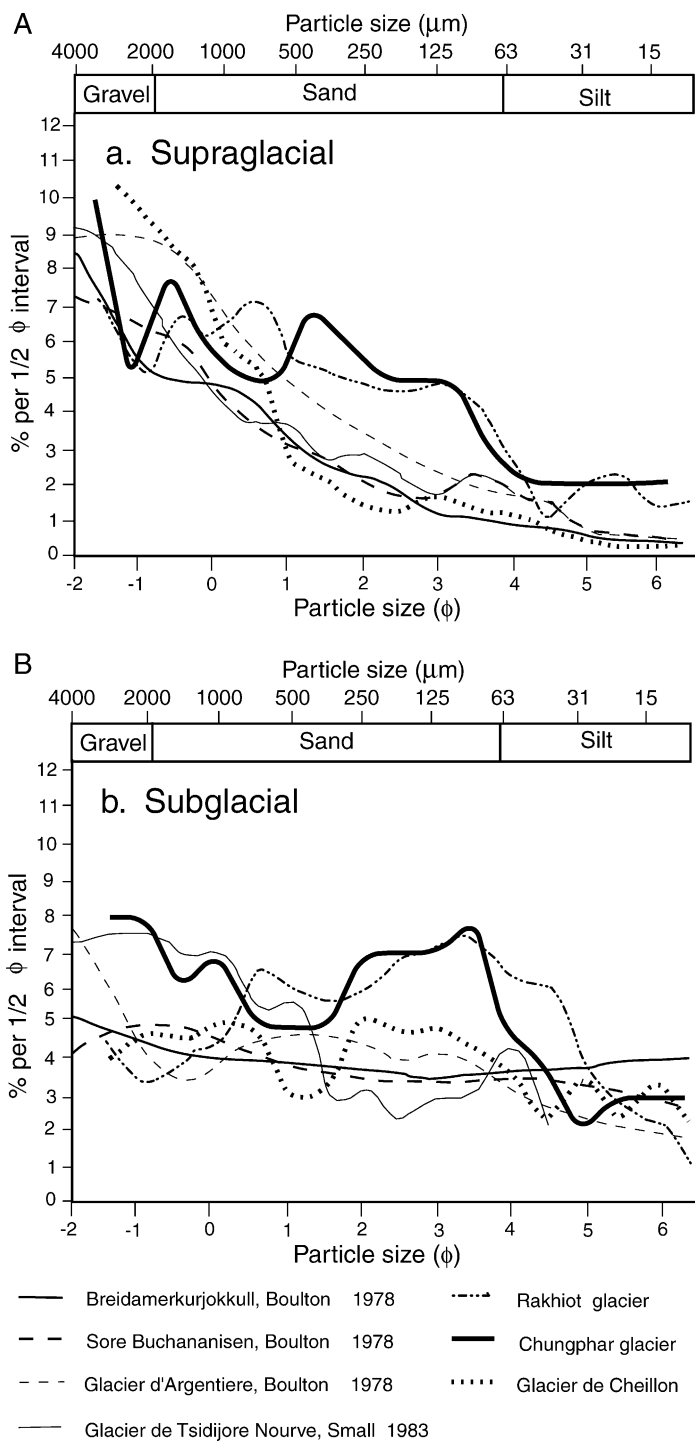 A
Particle size (μm)
4000 2000 1000 500 250 125 63 31 15
Gravel Sand Silt
a. Supraglacial
% per 1/2 ϕ interval
12
11
10
9
8
7
6
5
4
3
2
1
0
-2 -1 0 1 2 3 4 5 6
Particle size (ϕ)
B
Particle size (μm)
4000 2000 1000 500 250 125 63 31 15
Gravel Sand Silt
b. Subglacial
% per 1/2 ϕ interval
12
11
10
9
8
7
6
5
4
3
2
1
0
-2 -1 0 1 2 3 4 5 6
Particle size (ϕ)
Breidamerkurjokkull, Boulton 1978
Sore Buchananisen, Boulton 1978
Glacier d'Argentiere, Boulton 1978
Glacier de Tsidijore Nourve, Small 1983
Rakhiot glacier
Chungphar glacier
Glacier de Cheillon